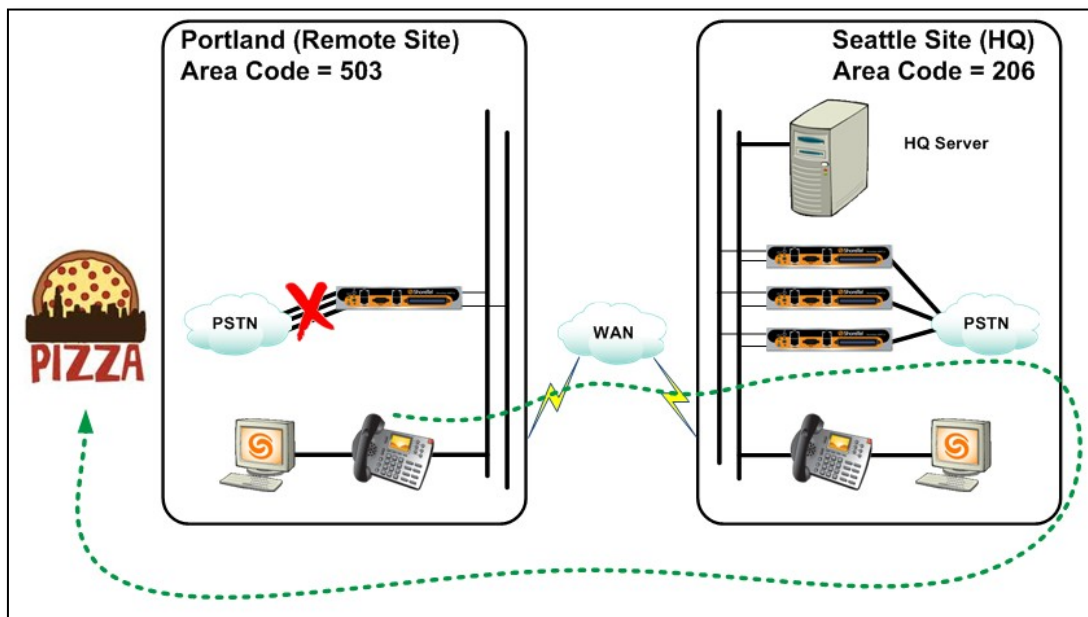 Portland (Remote Site)
Area Code = 503
Seattle Site (HQ)
Area Code = 206
HQ Server
PSTN
WAN
PSTN
PIZZA